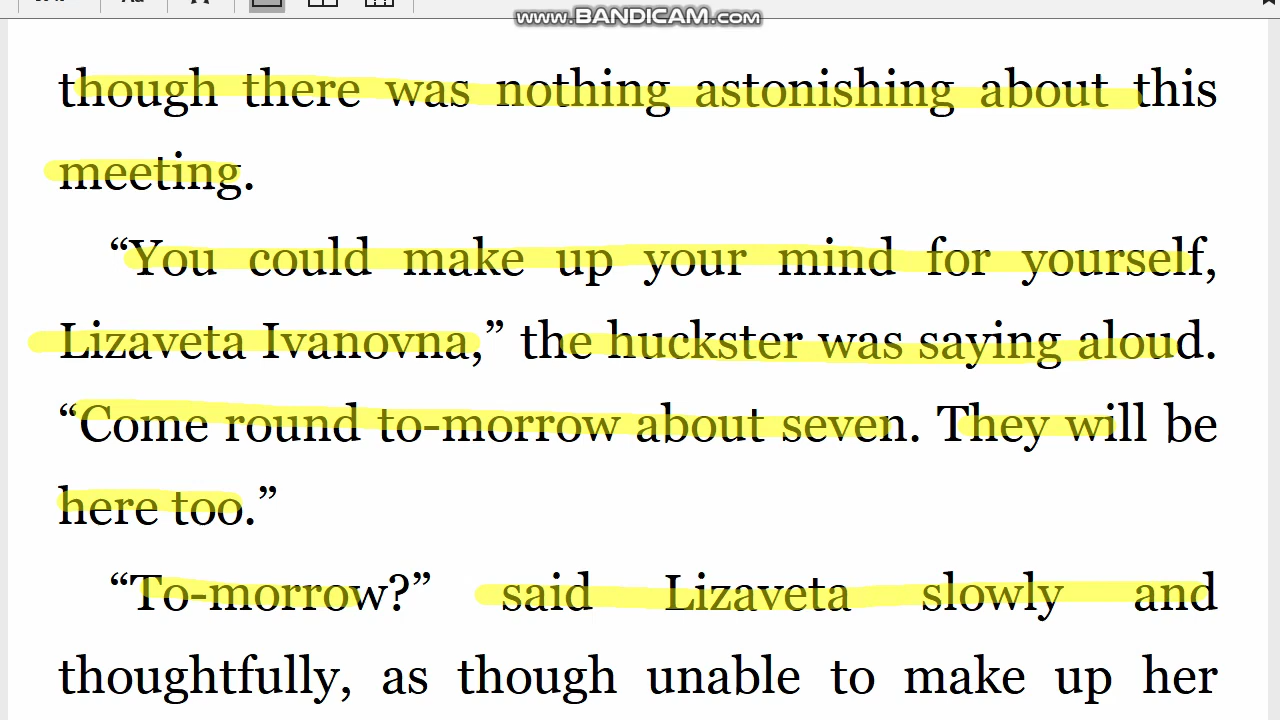 www.BANDICAM.com
though there was nothing astonishing about this
meeting.
“You could make up your mind for yourself,
Lizaveta Ivanovna,” the huckster was saying aloud.
“Come round to-morrow about seven. They will be
here too.”
“To-morrow?” said Lizaveta slowly and
thoughtfully, as though unable to make up her